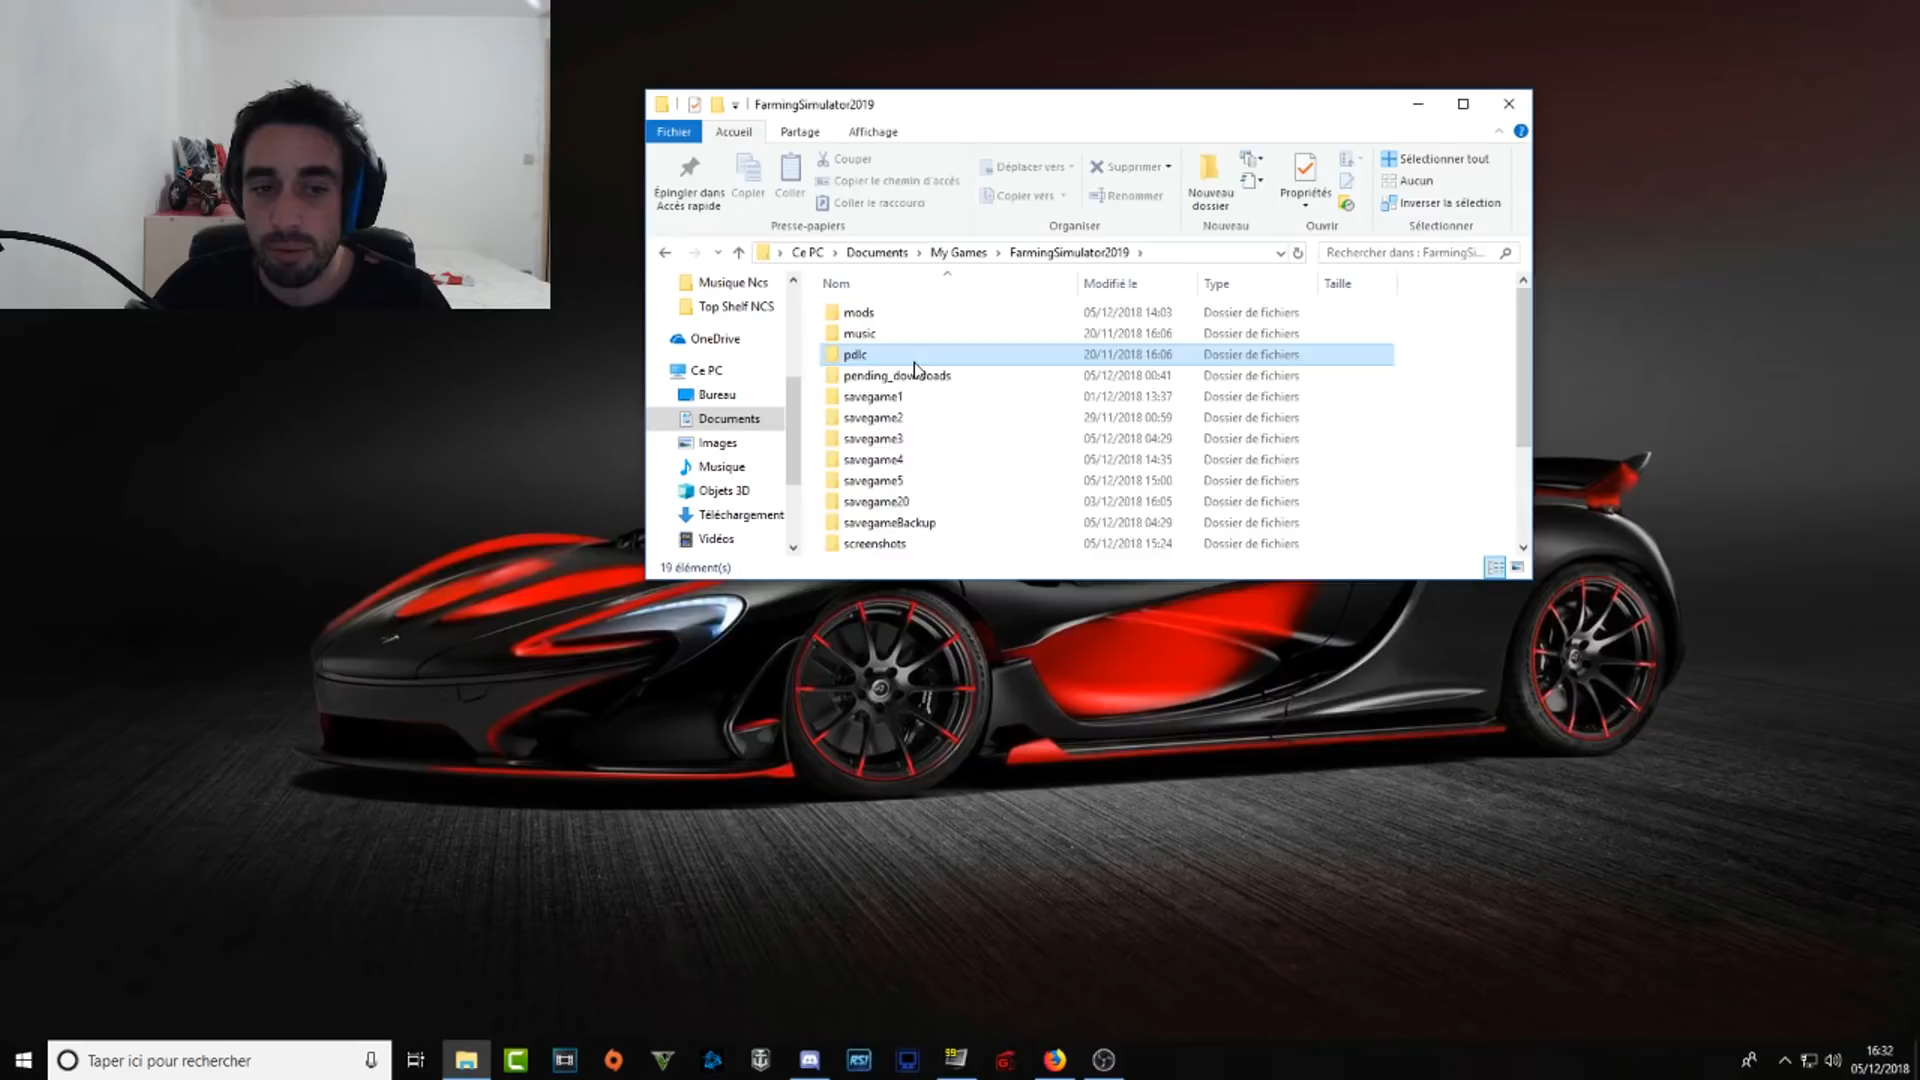 FarmingSimulator2019
Fichier Accueil Partage Affichage
Épingler dans Accès rapide
Copier
Coller
Couper
Copier le chemin d'accès
Coller le raccourci
Presse-papiers
Déplacer vers
Copier vers
Supprimer
Renommer
Organiser
Nouveau dossier
Nouveau
Propriétés
Ouvrir
Sélectionner tout
Aucun
Inverser la sélection
Sélectionner
Ce PC > Documents > My Games > FarmingSimulator2019 >
Rechercher dans : FarmingSi...
Musique Ncs
Top Shelf NCS
OneDrive
Ce PC
Bureau
Documents
Images
Musique
Objets 3D
Téléchargement
Vidéos
Nom Modifié le Type Taille
mods 05/12/2018 14:03 Dossier de fichiers
music 20/11/2018 16:06 Dossier de fichiers
pdlc 20/11/2018 16:06 Dossier de fichiers
pending_downloads 05/12/2018 00:41 Dossier de fichiers
savegame1 01/12/2018 13:37 Dossier de fichiers
savegame2 29/11/2018 00:59 Dossier de fichiers
savegame3 05/12/2018 04:29 Dossier de fichiers
savegame4 05/12/2018 14:35 Dossier de fichiers
savegame5 05/12/2018 15:00 Dossier de fichiers
savegame20 03/12/2018 16:05 Dossier de fichiers
savegameBackup 05/12/2018 04:29 Dossier de fichiers
screenshots 05/12/2018 15:24 Dossier de fichiers
19 élément(s)
Taper ici pour rechercher
RSI
99
16:32
05/12/2018